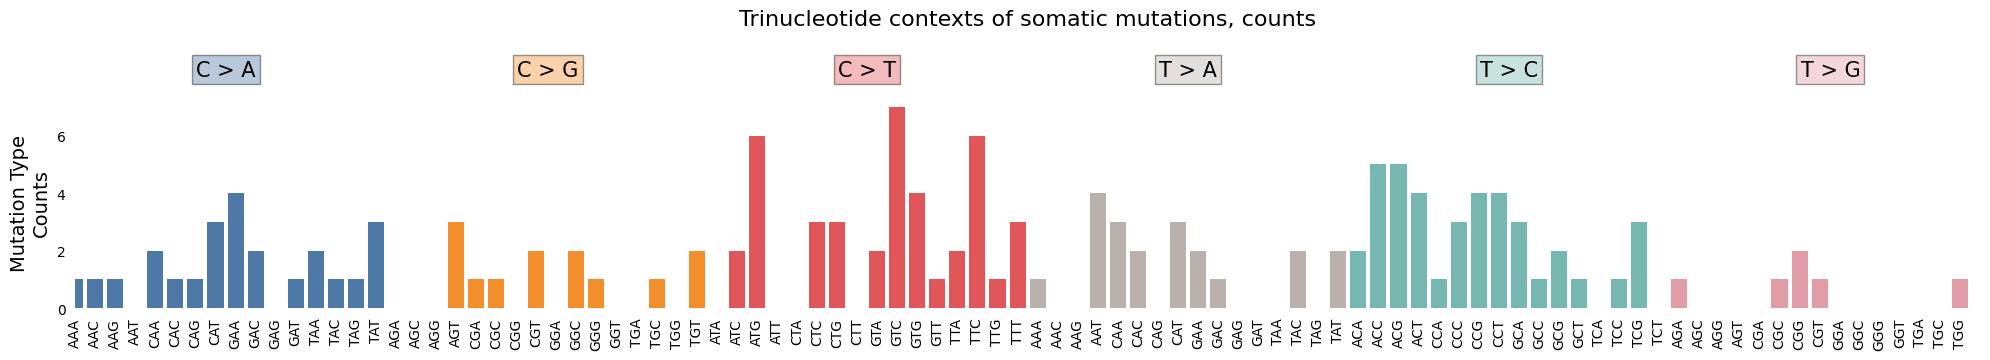 Trinucleotide contexts of somatic mutations, counts
C > A
C > G
C > T
T > A
T > C
T > G
Mutation Type
Counts
6
4
2
0
AAA
AAC
AAG
AAT
CAA
CAC
CAG
CAT
GAA
GAC
GAG
GAT
TAA
TAC
TAG
TAT
AGA
AGC
AGG
AGT
CGA
CGC
CGG
CGT
GGA
GGC
GGG
GGT
TGA
TGC
TGG
TGT
ATA
ATC
ATG
ATT
CTA
CTC
CTG
CTT
GTA
GTC
GTG
GTT
TTA
TTC
TTG
TTT
AAA
AAC
AAG
AAT
CAA
CAC
CAG
CAT
GAA
GAC
GAG
GAT
TAA
TAC
TAG
TAT
ACA
ACC
ACG
ACT
CCA
CCC
CCG
CCT
GCA
GCC
GCG
GCT
TCA
TCC
TCG
TCT
AGA
AGC
AGG
AGT
CGA
CGC
CGG
CGT
GGA
GGC
GGG
GGT
TGA
TGC
TGG